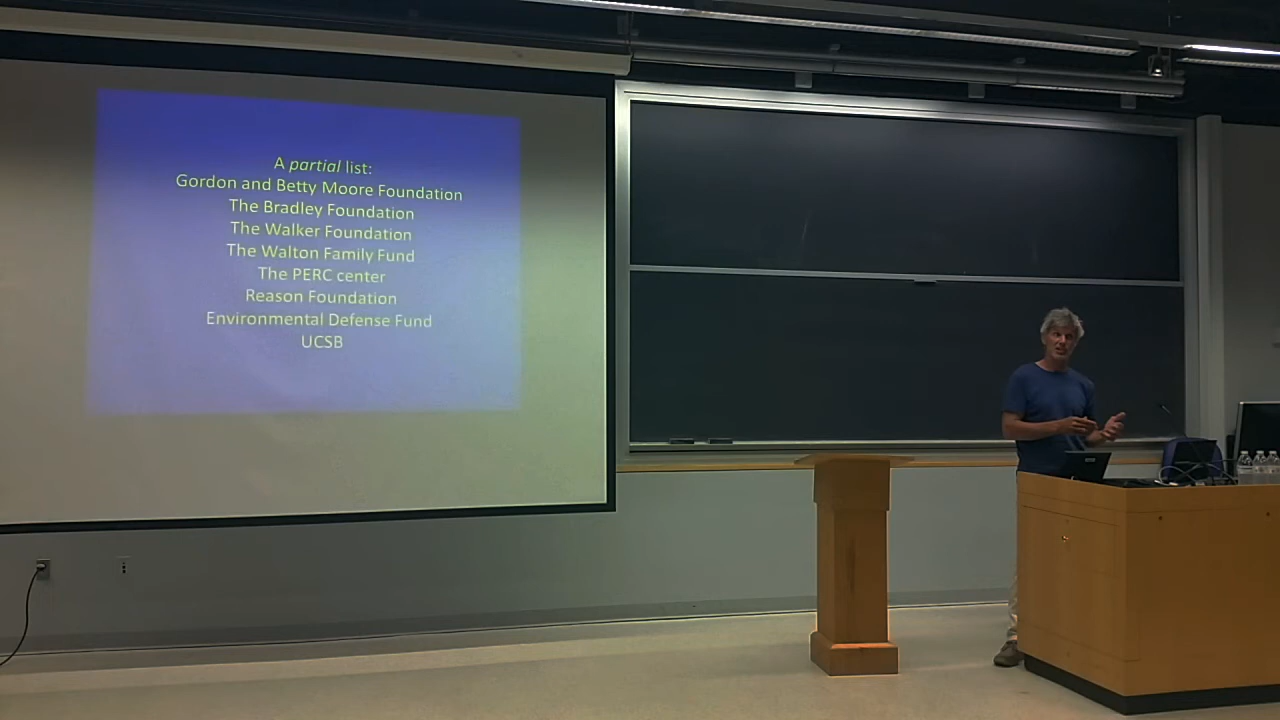 A partial list:
Gordon and Betty Moore Foundation
The Bradley Foundation
The Walker Foundation
The Walton Family Fund
The PERC center
Reason Foundation
Environmental Defense Fund
UCSB